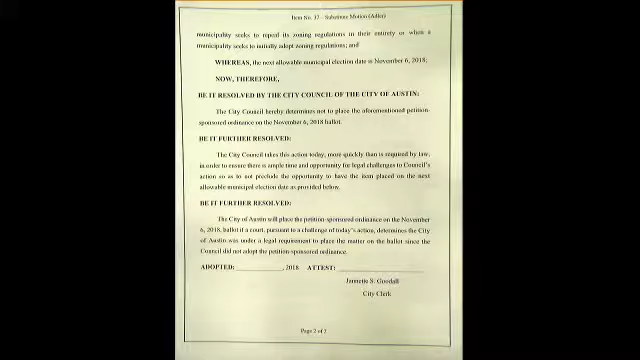 Item No. 37 - Substitute Motion (Adler)
municipality seeks to repeal its zoning regulations in their entirety or when a
municipality seeks to initially adopt zoning regulations; and
WHEREAS, the next allowable municipal election date is November 6, 2018;
NOW, THEREFORE,
BE IT RESOLVED BY THE CITY COUNCIL OF THE CITY OF AUSTIN:
The City Council hereby determines not to place the aforementioned petition-
sponsored ordinance on the November 6, 2018 ballot.
BE IT FURTHER RESOLVED:
The City Council takes this action today, more quickly than is required by law,
in order to ensure there is ample time and opportunity for legal challenges to Council's
action so as to not preclude the opportunity to have the item placed on the next
allowable municipal election date as provided below.
BE IT FURTHER RESOLVED:
The City of Austin will place the petition-sponsored ordinance on the November
6, 2018, ballot if a court, pursuant to a challenge of today's action, determines the City
of Austin was under a legal requirement to place the matter on the ballot since the
Council did not adopt the petition-sponsored ordinance.
ADOPTED: ____________, 2018 ATTEST: ____________________
Jannette S. Goodall
City Clerk
Page 2 of 2